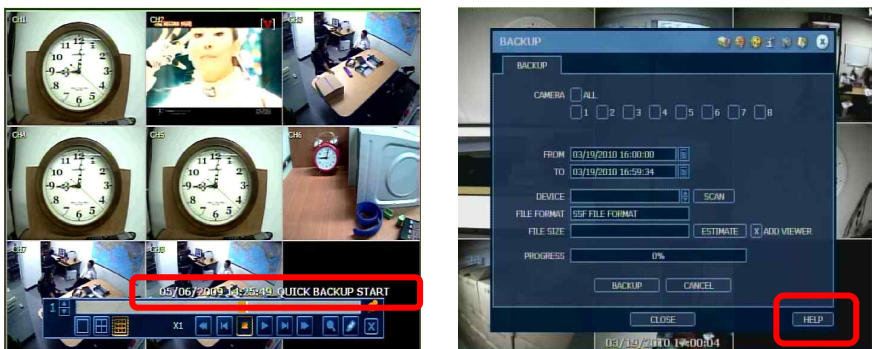 CH1
CH2
CH3
CH4
CH5
CH6
CH7
CH8
05/06/2009 14:25:49 QUICK BACKUP START
1
X1
X
BACKUP
X
BACKUP
CAMERA ALL
1 2 3 4 5 6 7 8
FROM 03/19/2010 16:00:00
TO 03/19/2010 16:59:34
DEVICE SCAN
FILE FORMAT SSF FILE FORMAT
FILE SIZE ESTIMATE X ADD VIEWER
PROGRESS 0%
BACKUP CANCEL
CLOSE HELP
03/19/2010 17:00:04